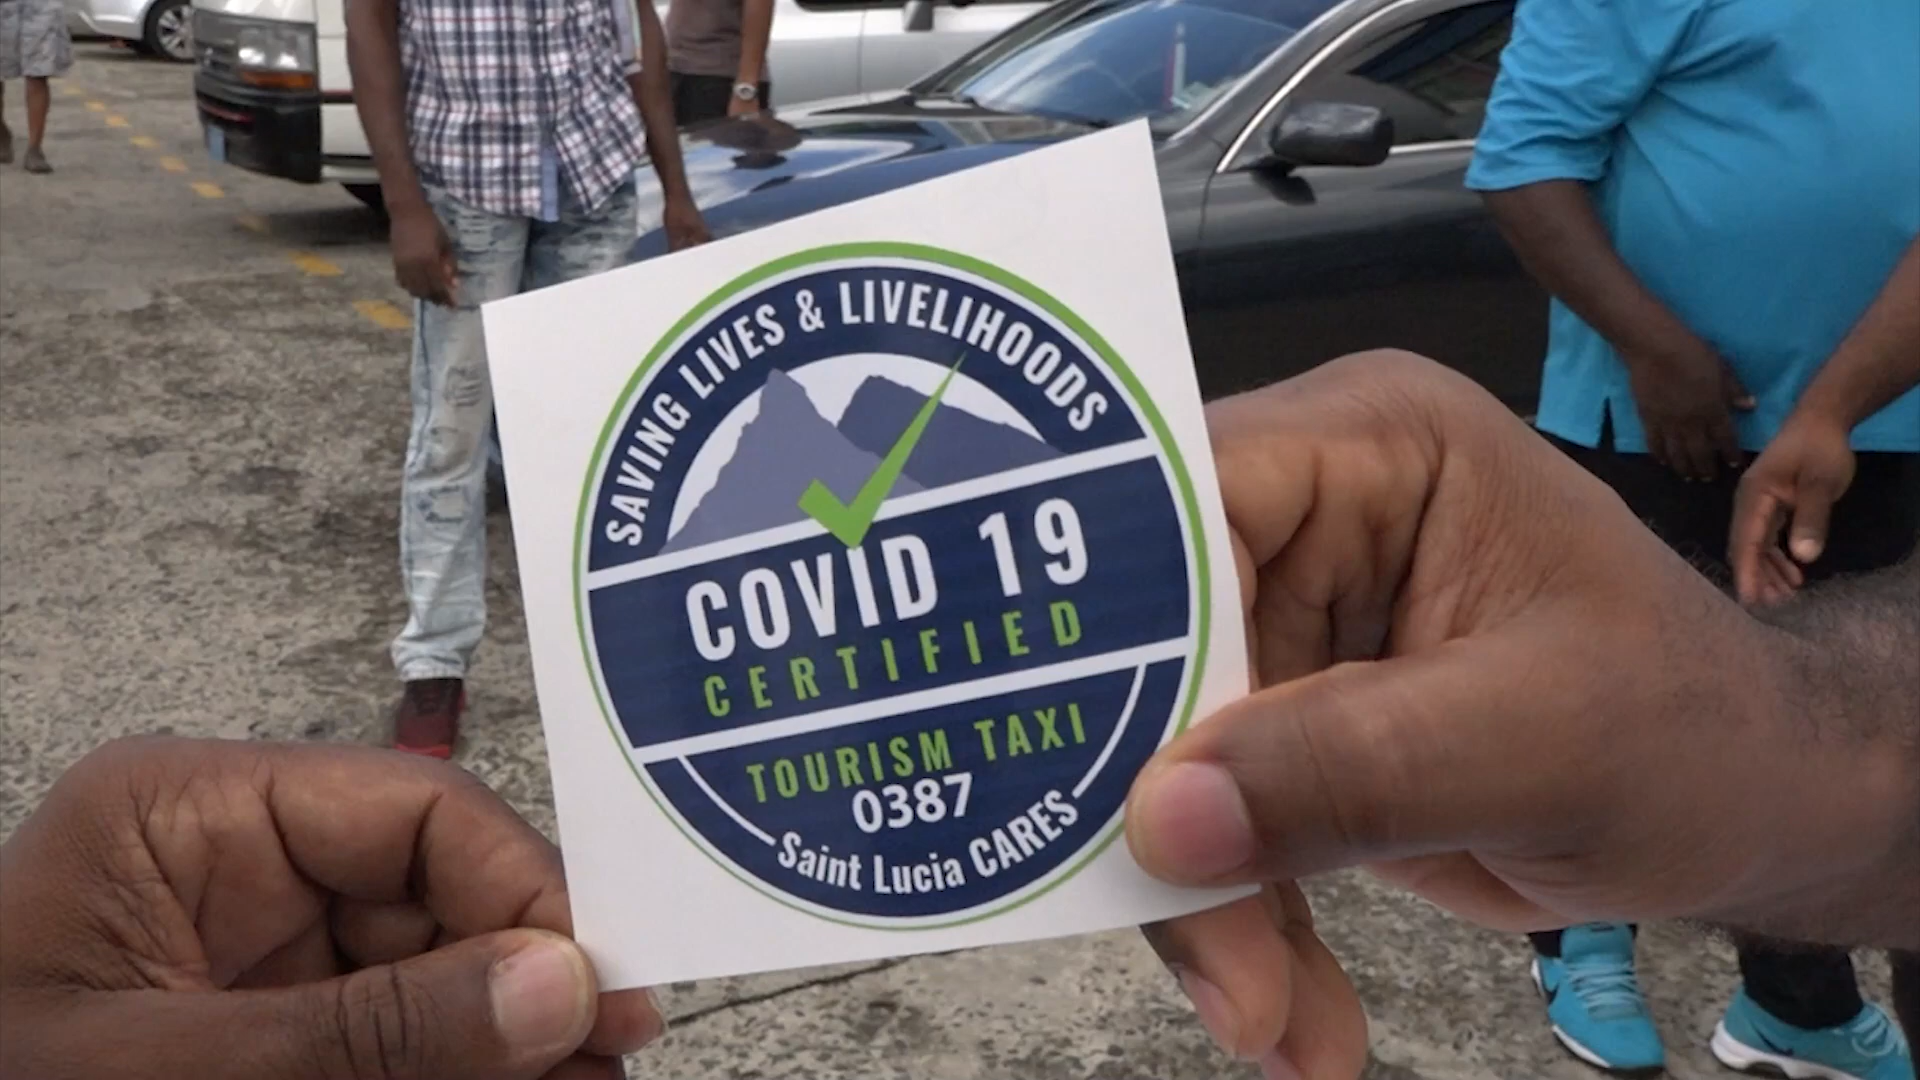 SAVING LIVES & LIVELIHOODS
COVID 19
CERTIFIED
TOURISM TAXI
0387
Saint Lucia CARES